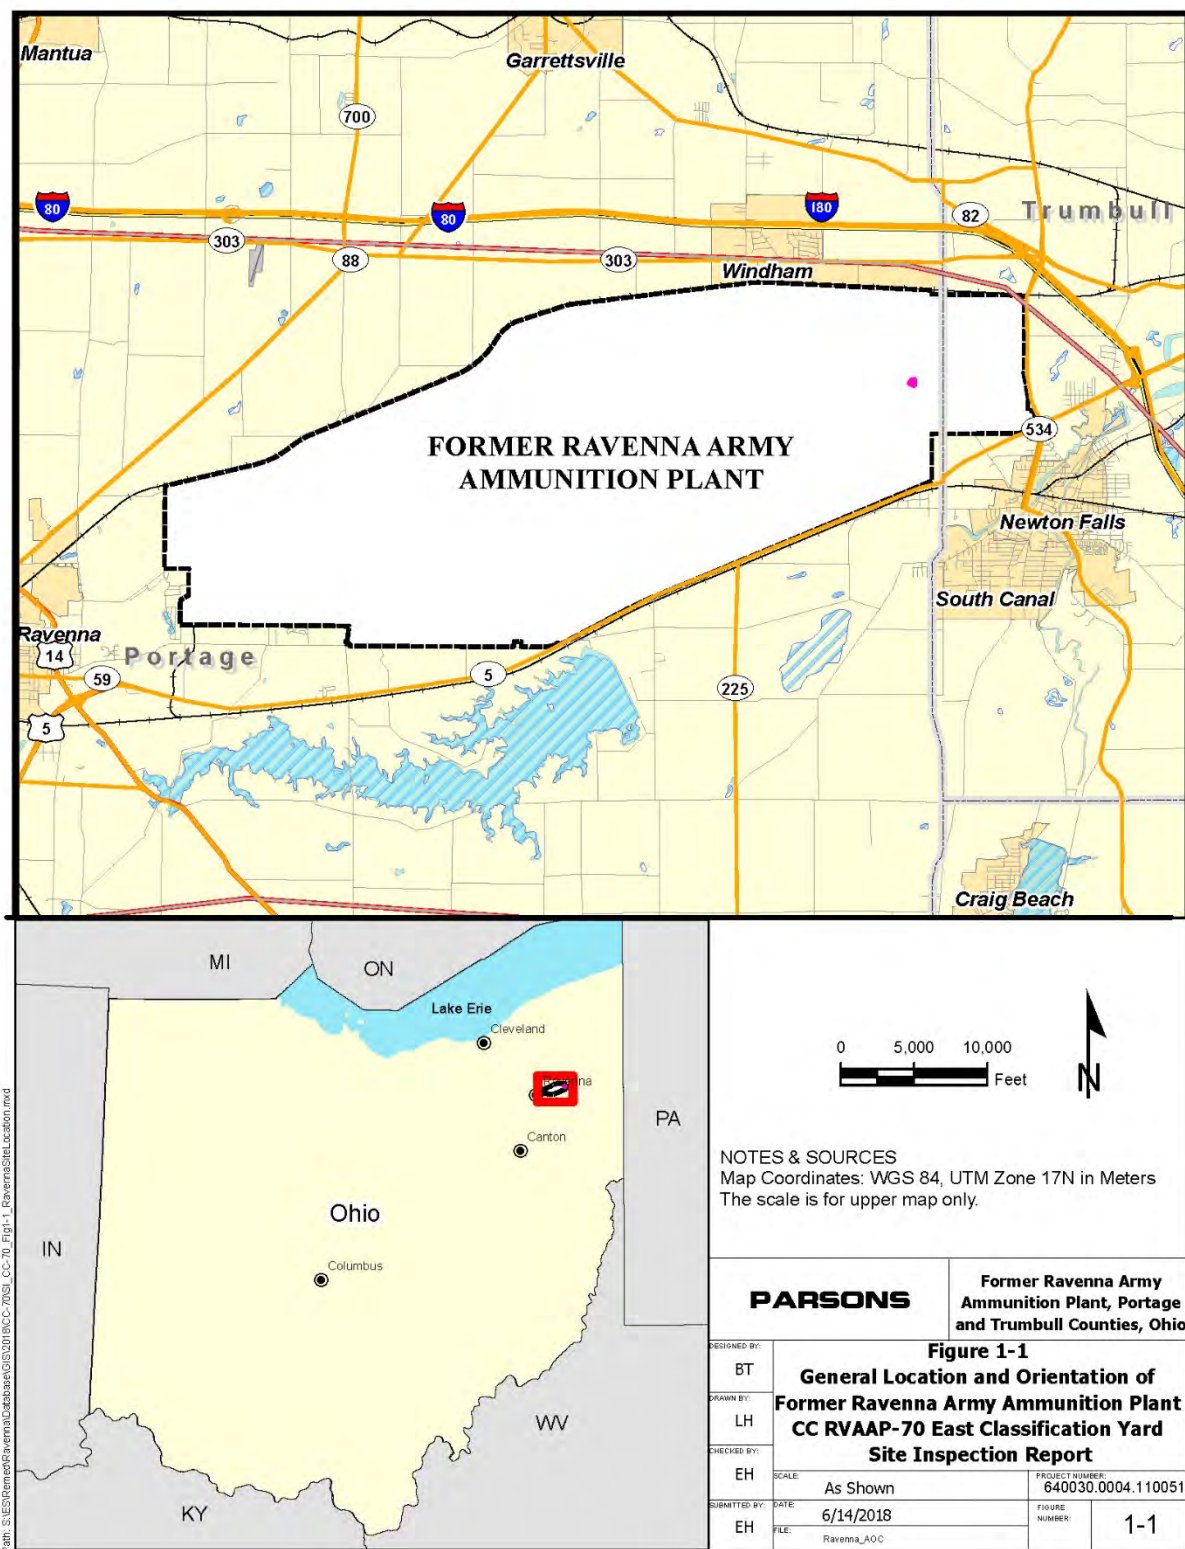 Mantua
Garrettsville
700
80
80
180
82
Trumbull
303
88
303
Windham
FORMER RAVENNA ARMY
AMMUNITION PLANT
534
Newton Falls
South Canal
Ravenna
14
Portage
59
5
225
5
Craig Beach
MI
ON
Lake Erie
Cleveland
Ravenna
PA
Canton
Ohio
IN
Columbus
WV
KY
0 5,000 10,000
Feet
N
NOTES & SOURCES
Map Coordinates: WGS 84, UTM Zone 17N in Meters
The scale is for upper map only.
PARSONS
Former Ravenna Army
Ammunition Plant, Portage
and Trumbull Counties, Ohio
DESIGNED BY:
BT
DRAWN BY:
LH
CHECKED BY:
EH
SUBMITTED BY:
EH
Figure 1-1
General Location and Orientation of
Former Ravenna Army Ammunition Plant
CC RVAAP-70 East Classification Yard
Site Inspection Report
SCALE:
As Shown
PROJECT NUMBER:
640030.0004.110051
DATE:
6/14/2018
FIGURE
NUMBER:
1-1
FILE:
Ravenna_AOC